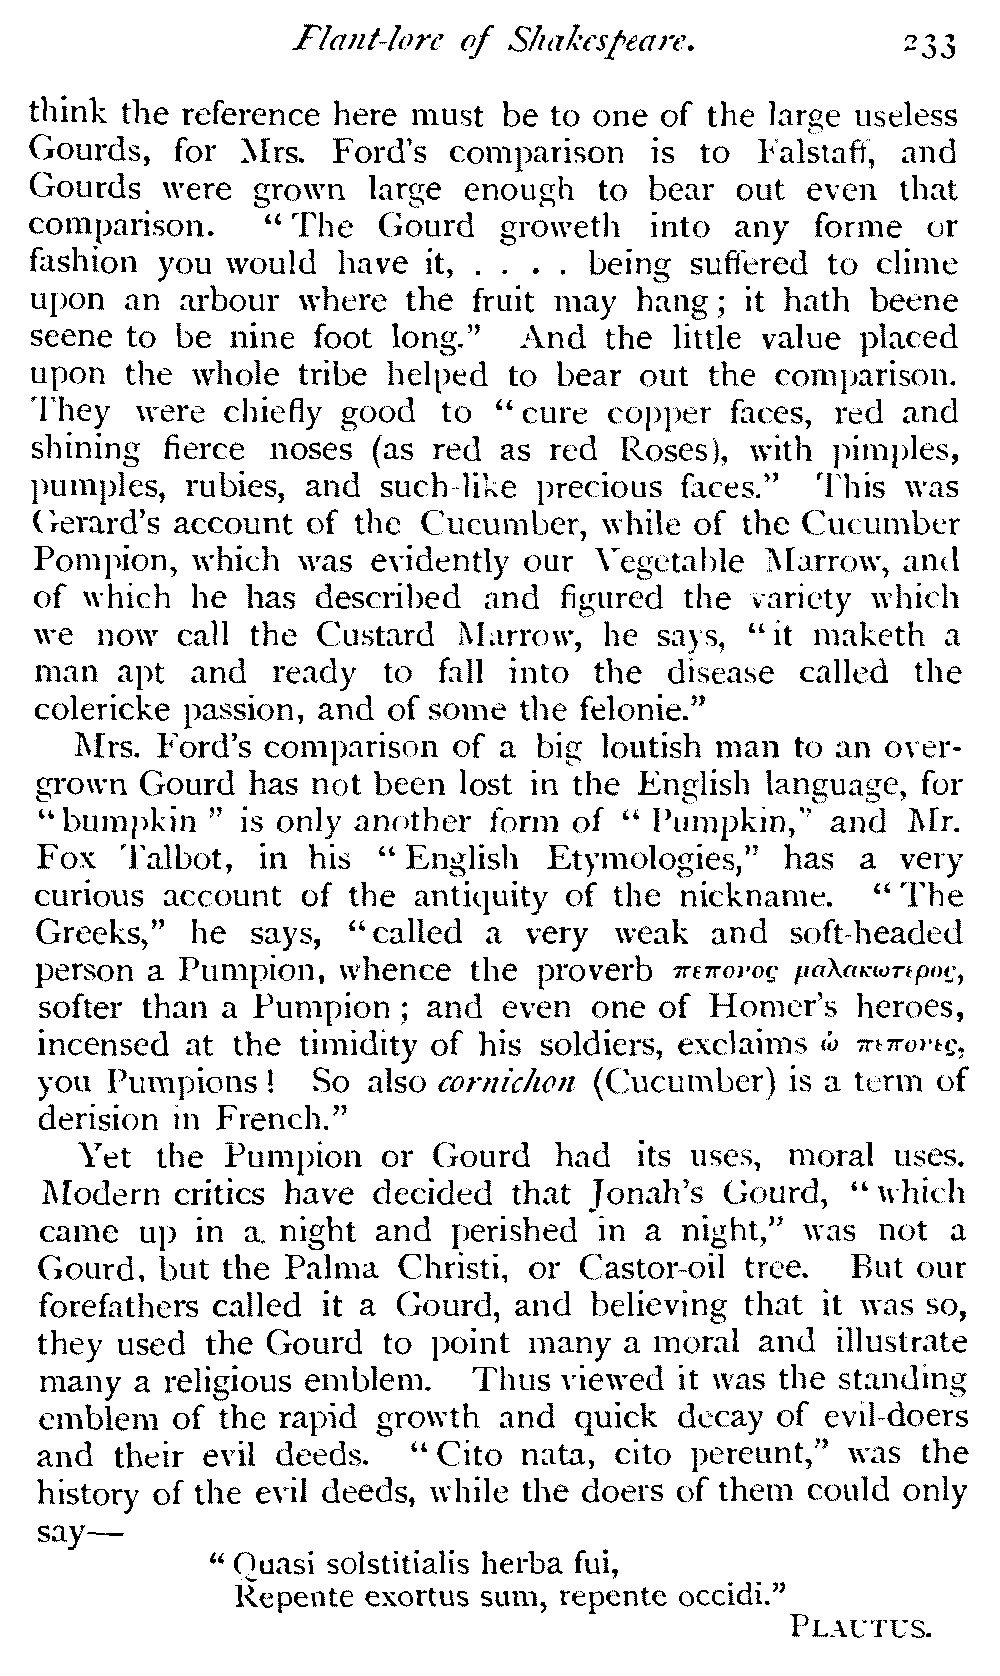 Plant-lore of Shakespeare. 233
think the reference here must be to one of the large useless
Gourds, for Mrs. Ford's comparison is to Falstaff, and
Gourds were grown large enough to bear out even that
comparison. "The Gourd groweth into any forme or
fashion you would have it, . . . . being suffered to clime
upon an arbour where the fruit may hang; it hath beene
seene to be nine foot long." And the little value placed
upon the whole tribe helped to bear out the comparison.
They were chiefly good to "cure copper faces, red and
shining fierce noses (as red as red Roses), with pimples,
pumples, rubies, and such-like precious faces." This was
Gerard's account of the Cucumber, while of the Cucumber
Pompion, which was evidently our Vegetable Marrow, and
of which he has described and figured the variety which
we now call the Custard Marrow, he says, "it maketh a
man apt and ready to fall into the disease called the
colericke passion, and of some the felonie."
Mrs. Ford's comparison of a big loutish man to an over-
grown Gourd has not been lost in the English language, for
"bumpkin" is only another form of "Pumpkin," and Mr.
Fox Talbot, in his "English Etymologies," has a very
curious account of the antiquity of the nickname. "The
Greeks," he says, "called a very weak and soft-headed
person a Pumpion, whence the proverb πεπονος μαλακωτερος,
softer than a Pumpion; and even one of Homer's heroes,
incensed at the timidity of his soldiers, exclaims ὠ πεπονες,
you Pumpions! So also cornichon (Cucumber) is a term of
derision in French."
Yet the Pumpion or Gourd had its uses, moral uses.
Modern critics have decided that Jonah's Gourd, "which
came up in a night and perished in a night," was not a
Gourd, but the Palma Christi, or Castor-oil tree. But our
forefathers called it a Gourd, and believing that it was so,
they used the Gourd to point many a moral and illustrate
many a religious emblem. Thus viewed it was the standing
emblem of the rapid growth and quick decay of evil-doers
and their evil deeds. "Cito nata, cito pereunt," was the
history of the evil deeds, while the doers of them could only
say—
"Quasi solstitialis herba fui,
Repente exortus sum, repente occidi."
PLAUTUS.